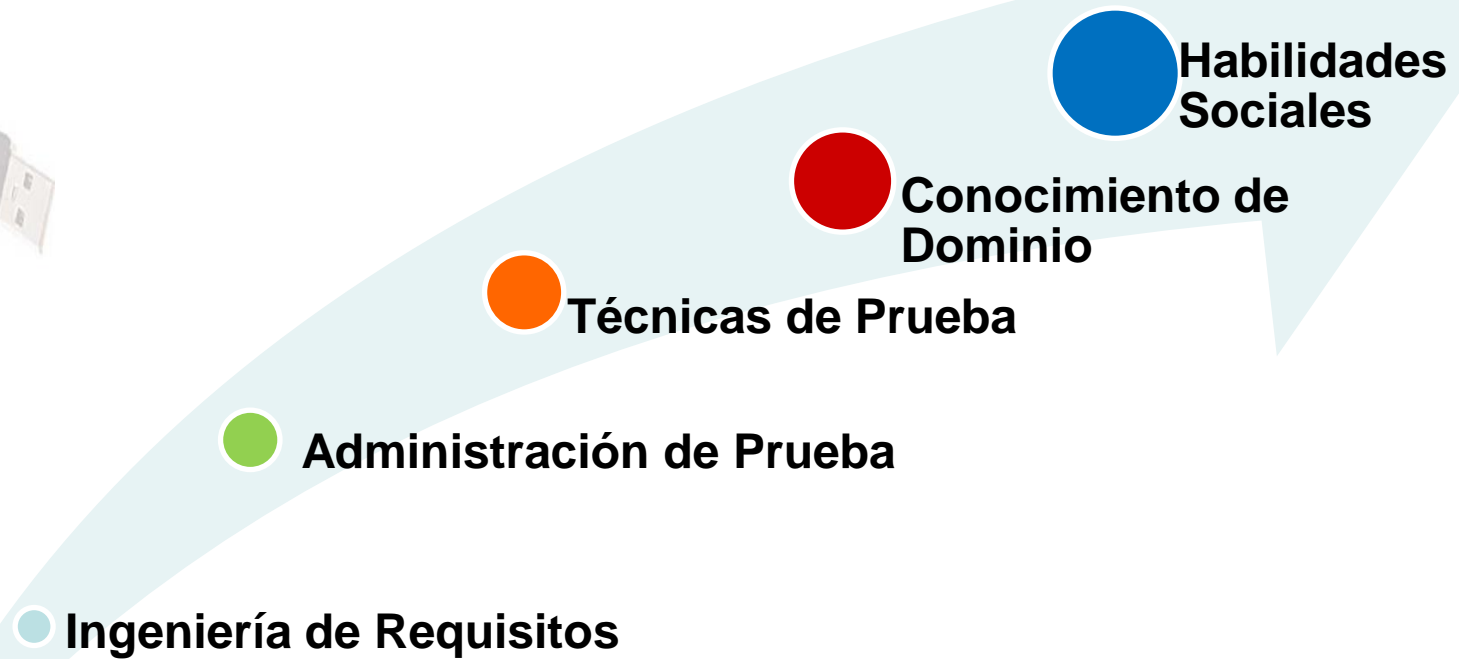 Habilidades
Sociales
Conocimiento de
Dominio
Técnicas de Prueba
Administración de Prueba
Ingeniería de Requisitos